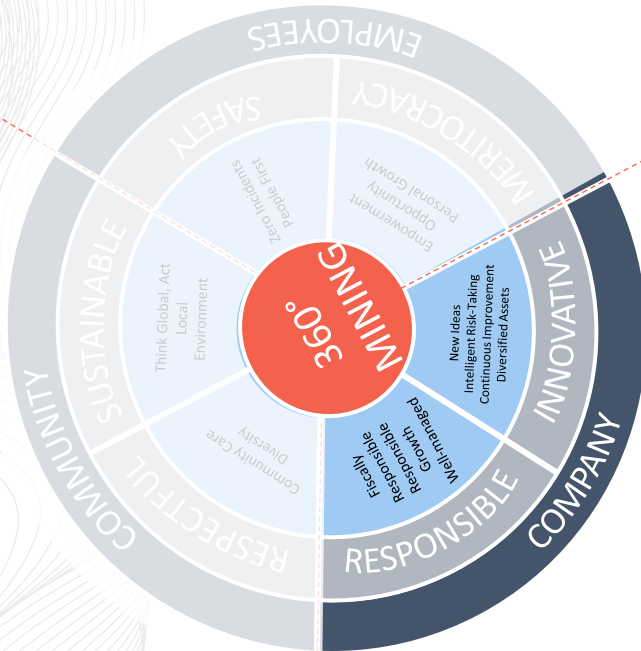 EMPLOYEES
SAFETY
Zero Incidents
People First
MERITOCRACY
Empowerment
Opportunity
Personal Growth
COMPANY
INNOVATIVE
New Ideas
Intelligent Risk-Taking
Continuous Improvement
Diversified Assets
RESPONSIBLE
Fiscally
Responsible
Responsible
Growth
Well-managed
COMMUNITY
RESPECTFUL
Community Care
Diversity
SUSTAINABLE
Think Global, Act
Local
Environment
360°
MINING